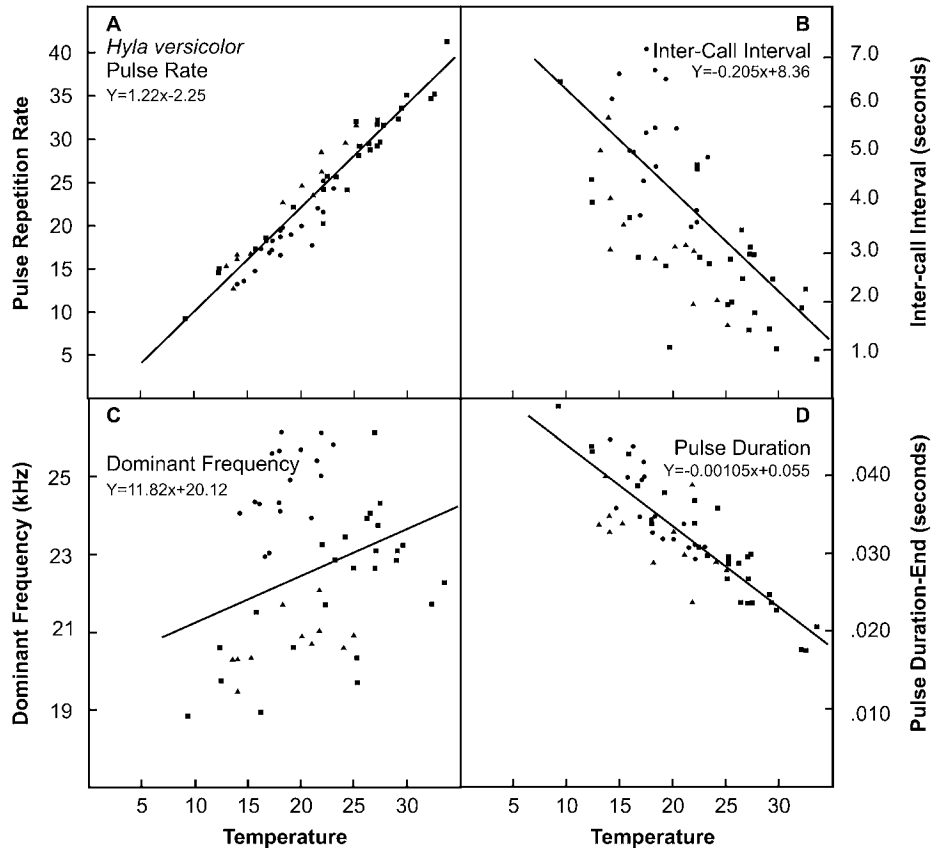 A
Hyla versicolor
Pulse Rate
Y=1.22x-2.25
40
35
30
25
20
15
10
5
Pulse Repetition Rate
B
Inter-Call Interval
Y=-0.205x+8.36
7.0
6.0
5.0
4.0
3.0
2.0
1.0
Inter-call Interval (seconds)
C
Dominant Frequency
Y=11.82x+20.12
25
23
21
19
Dominant Frequency (kHz)
5 10 15 20 25 30
Temperature
D
Pulse Duration
Y=-0.00105x+0.055
.040
.030
.020
.010
Pulse Duration-End (seconds)
5 10 15 20 25 30
Temperature